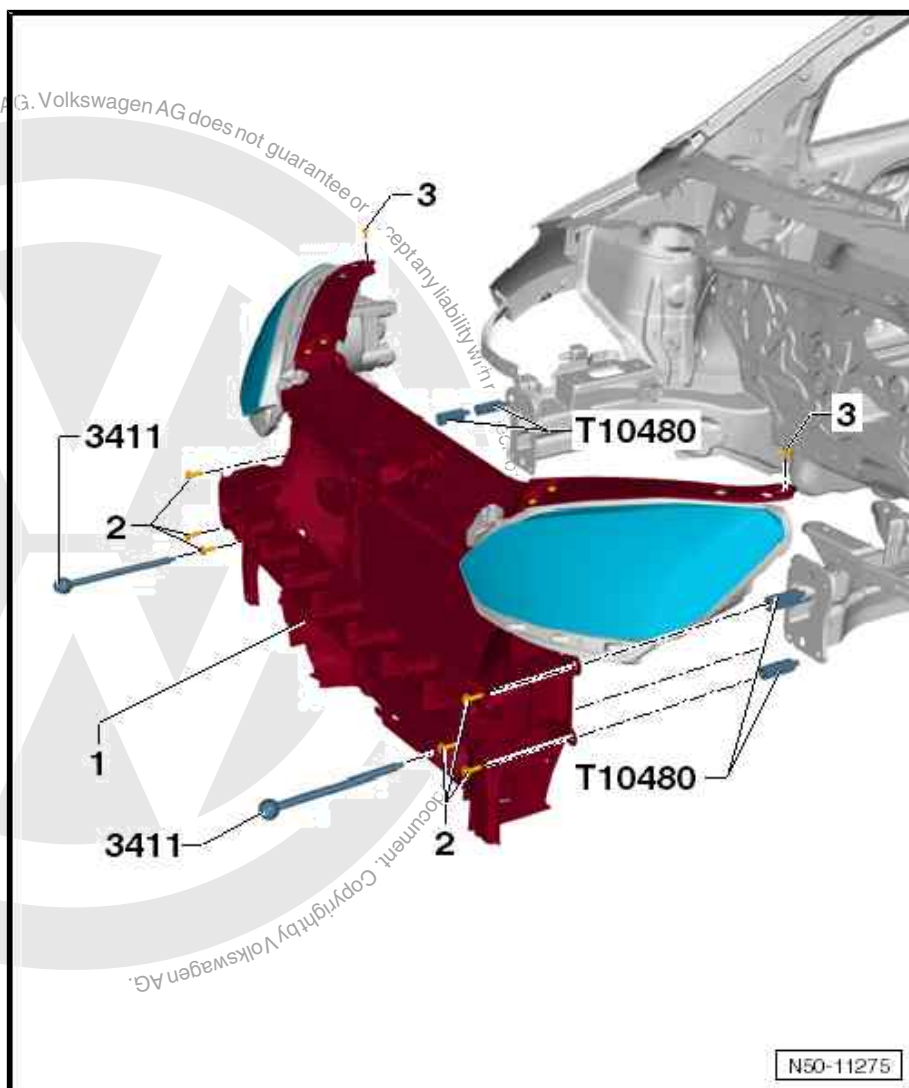 AG. Volkswagen AG does not guarantee or accept any liability with r
3
3411
T10480
3
2
1
T10480
3411
2
document. Copyright by Volkswagen AG.
N50-11275